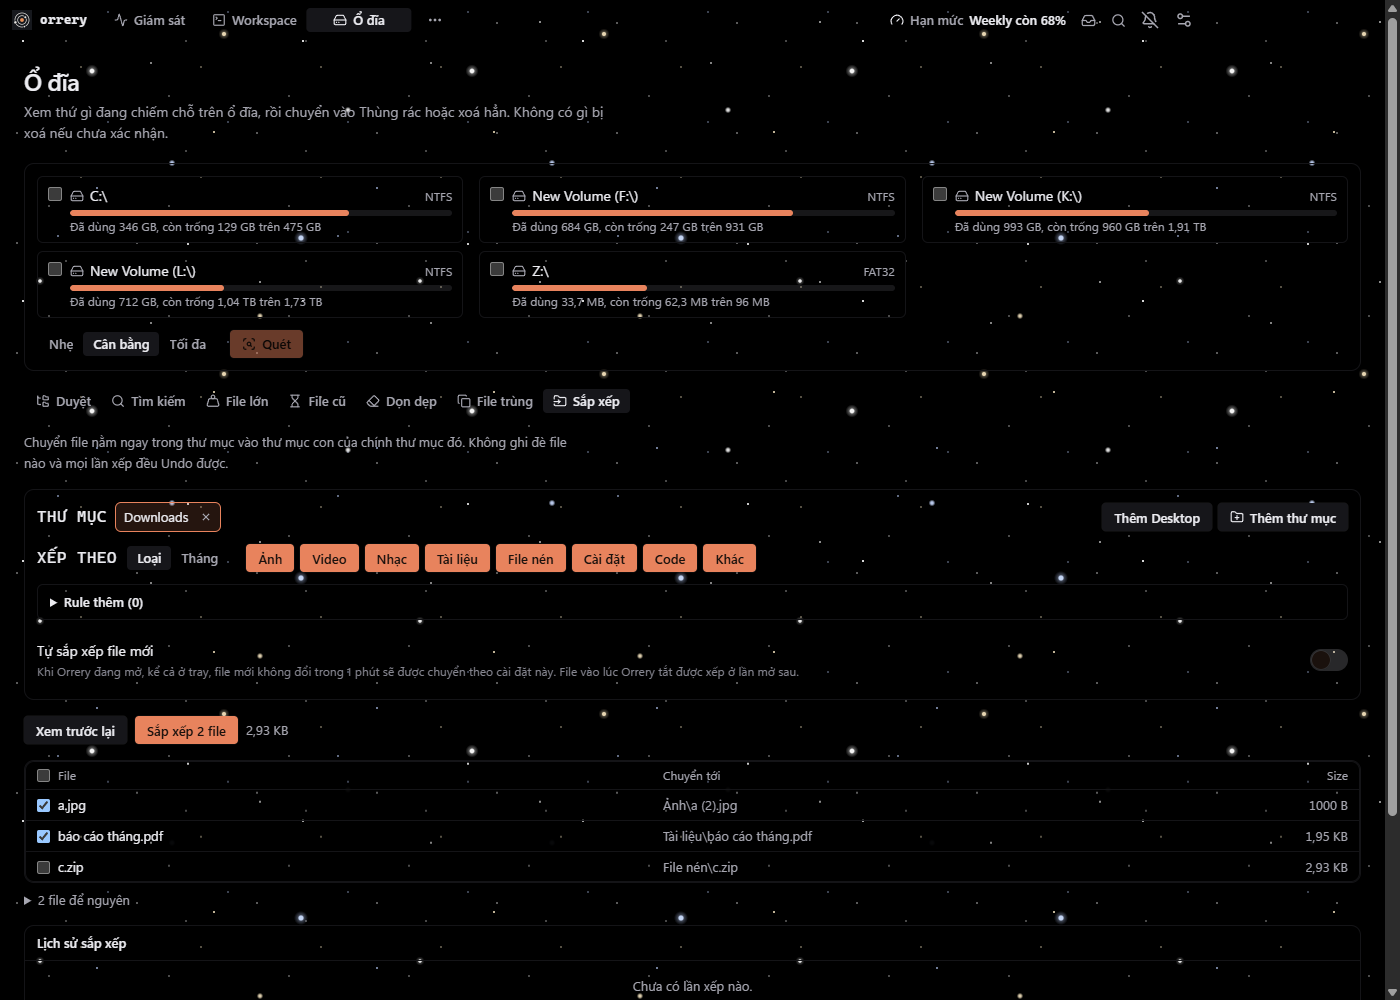 orrery Giám sát Workspace Ổ đĩa ··· Hạn mức Weekly còn 68%
Ổ đĩa
Xem thứ gì đang chiếm chỗ trên ổ đĩa, rồi chuyển vào Thùng rác hoặc xoá hẳn. Không có gì bị
xoá nếu chưa xác nhận.
C:\ NTFS
Đã dùng 346 GB, còn trống 129 GB trên 475 GB
New Volume (F:\) NTFS
Đã dùng 684 GB, còn trống 247 GB trên 931 GB
New Volume (K:\) NTFS
Đã dùng 993 GB, còn trống 960 GB trên 1,91 TB
New Volume (L:\) NTFS
Đã dùng 712 GB, còn trống 1,04 TB trên 1,73 TB
Z:\ FAT32
Đã dùng 33,7 MB, còn trống 62,3 MB trên 96 MB
Nhẹ Cân bằng Tối đa Quét
Duyệt Tìm kiếm File lớn File cũ Dọn dẹp File trùng Sắp xếp
Chuyển file nằm ngay trong thư mục vào thư mục con của chính thư mục đó. Không ghi đè file
nào và mọi lần xếp đều Undo được.
THƯ MỤC Downloads × Thêm Desktop Thêm thư mục
XẾP THEO Loại Tháng Ảnh Video Nhạc Tài liệu File nén Cài đặt Code Khác
Rule thêm (0)
Tự sắp xếp file mới
Khi Orrery đang mở, kể cả ở tray, file mới không đổi trong 1 phút sẽ được chuyển theo cài đặt này. File vào lúc Orrery tắt được xếp ở lần mở sau.
Xem trước lại Sắp xếp 2 file 2,93 KB
File Chuyển tới Size
a.jpg Ảnh\a (2).jpg 1000 B
báo cáo tháng.pdf Tài liệu\báo cáo tháng.pdf 1,95 KB
c.zip File nén\c.zip 2,93 KB
2 file để nguyên
Lịch sử sắp xếp
Chưa có lần xếp nào.